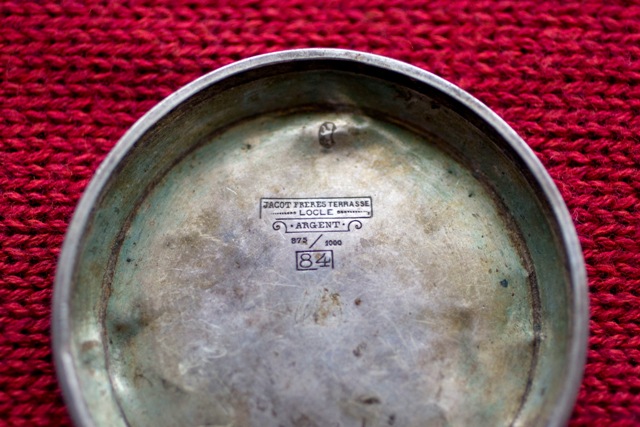 JACOT FRERES TERRASSE
LOCLE
ARGENT
875/1000
84